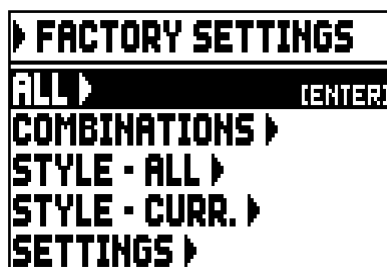 FACTORY SETTINGS
ALL [ENTER]
COMBINATIONS
STYLE - ALL
STYLE - CURR.
SETTINGS